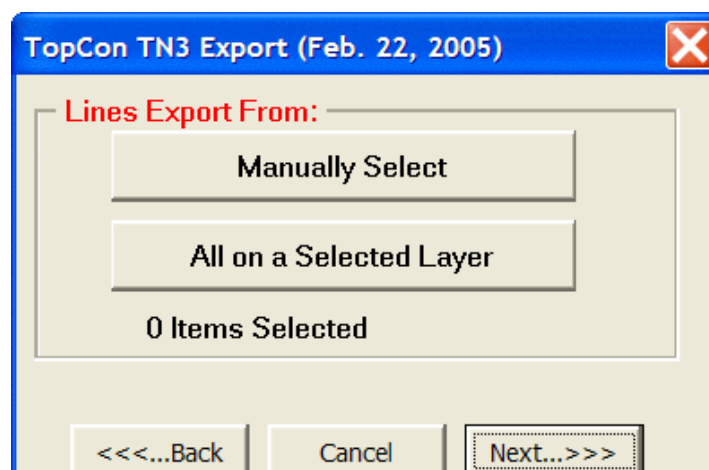 TopCon TN3 Export (Feb. 22, 2005)
Lines Export From:
Manually Select
All on a Selected Layer
0 Items Selected
<<<...Back Cancel Next...>>>